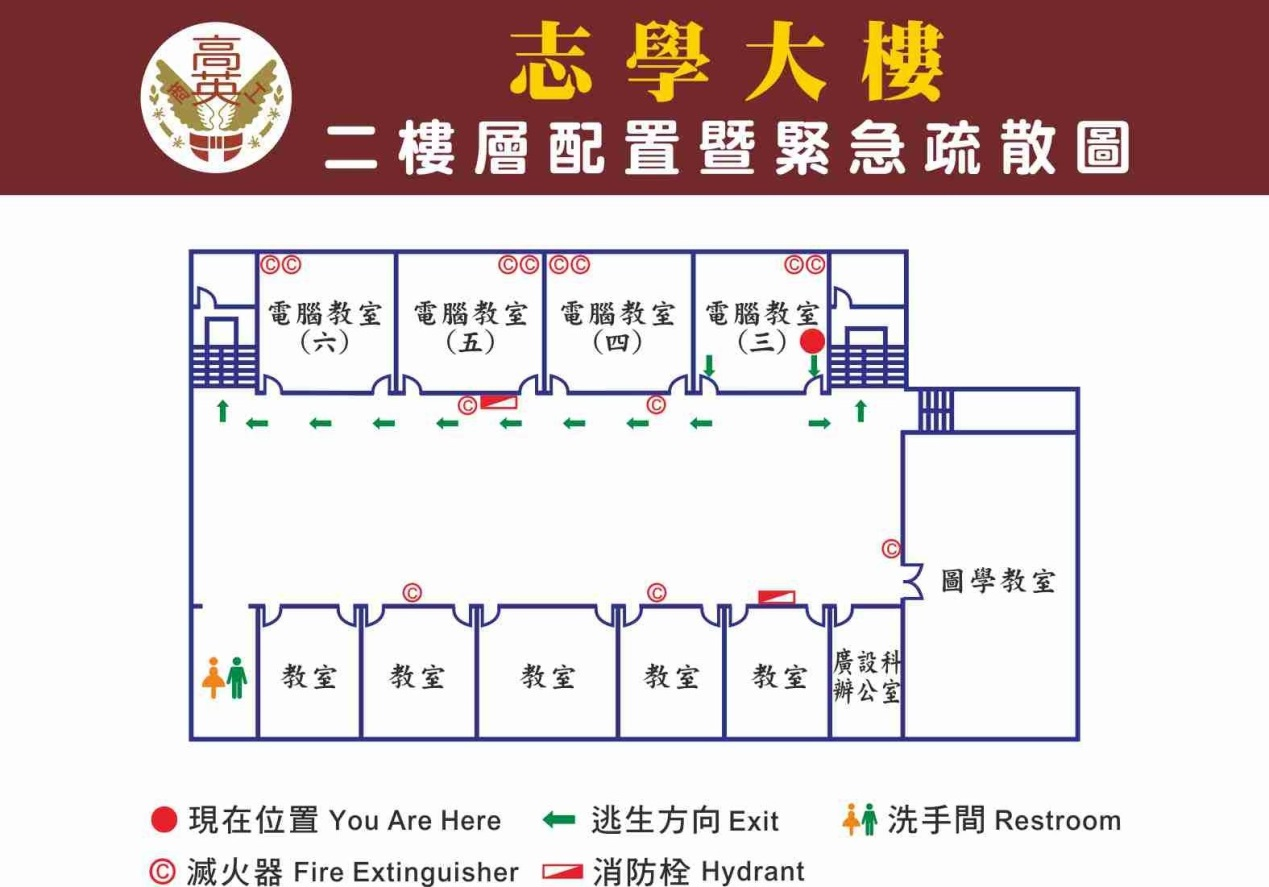 高英
工
志學大樓
二樓層配置暨緊急疏散圖
電腦教室
(六)
電腦教室
(五)
電腦教室
(四)
電腦教室
(三)
圖學教室
教室
教室
教室
教室
教室
廣設科
辦公室
現在位置 You Are Here
逃生方向 Exit
洗手間 Restroom
滅火器 Fire Extinguisher
消防栓 Hydrant